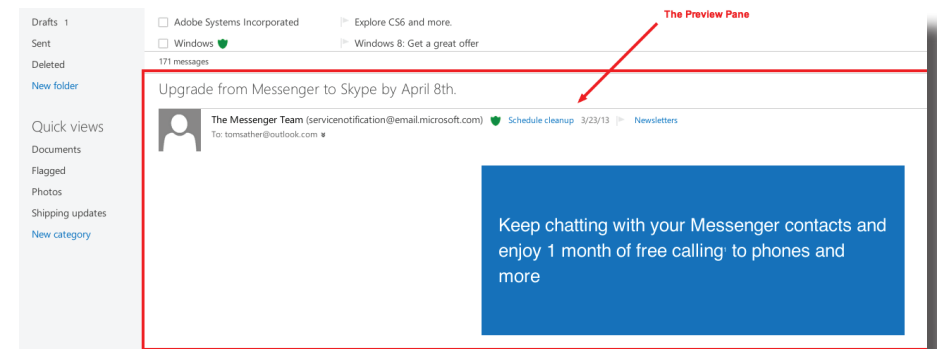 The Preview Pane
Drafts 1
Sent
Deleted
New folder
Quick views
Documents
Flagged
Photos
Shipping updates
New category
Adobe Systems Incorporated Explore CS6 and more.
Windows Windows 8: Get a great offer
171 messages
Upgrade from Messenger to Skype by April 8th.
The Messenger Team (servicenotification@email.microsoft.com) Schedule cleanup 3/23/13 Newsletters
To: tomsather@outlook.com
Keep chatting with your Messenger contacts and
enjoy 1 month of free calling¹ to phones and
more